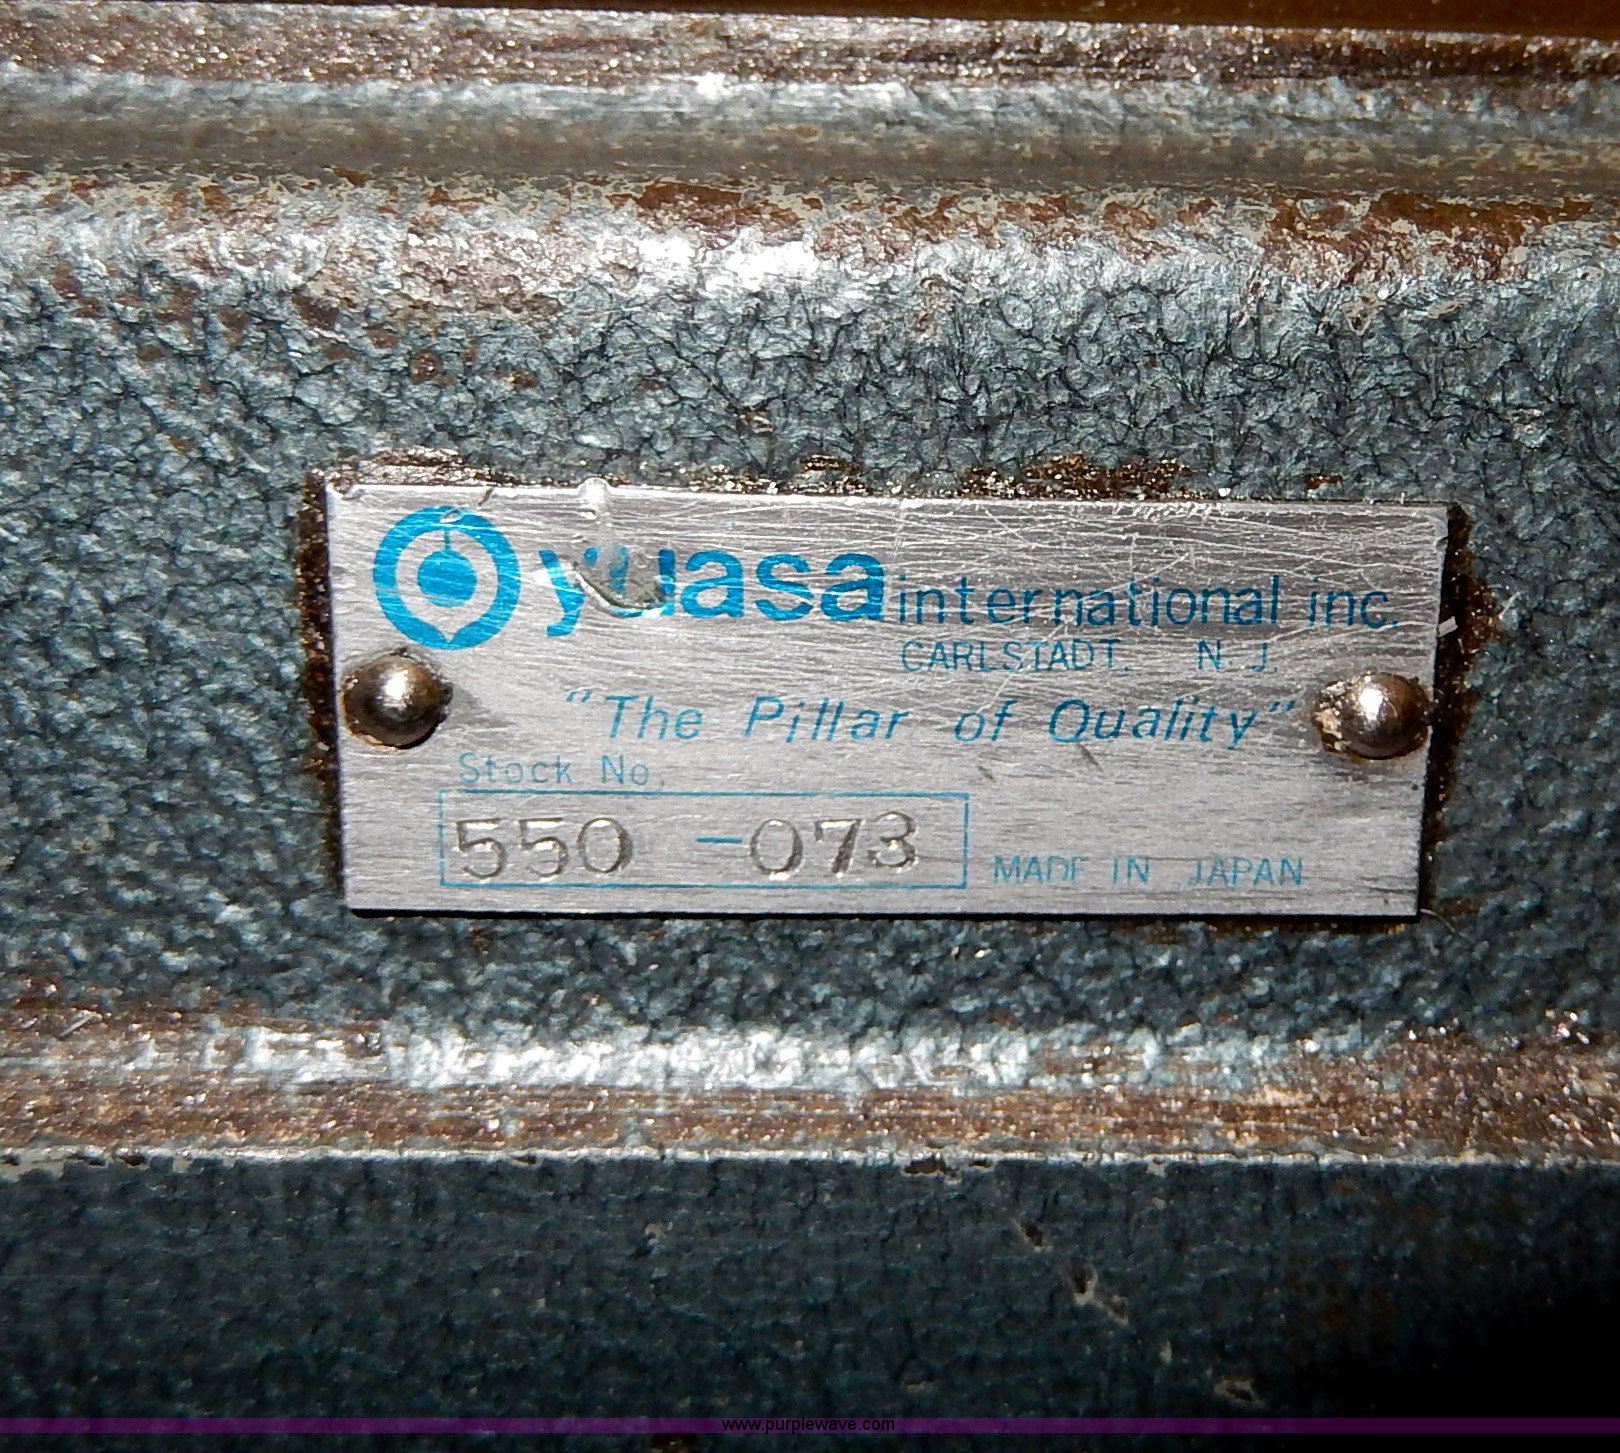 yuasa international inc.
CARLSTADT. N. J.
"The Pillar of Quality"
Stock No.
550 -073
MADE IN JAPAN
www.purplewave.com